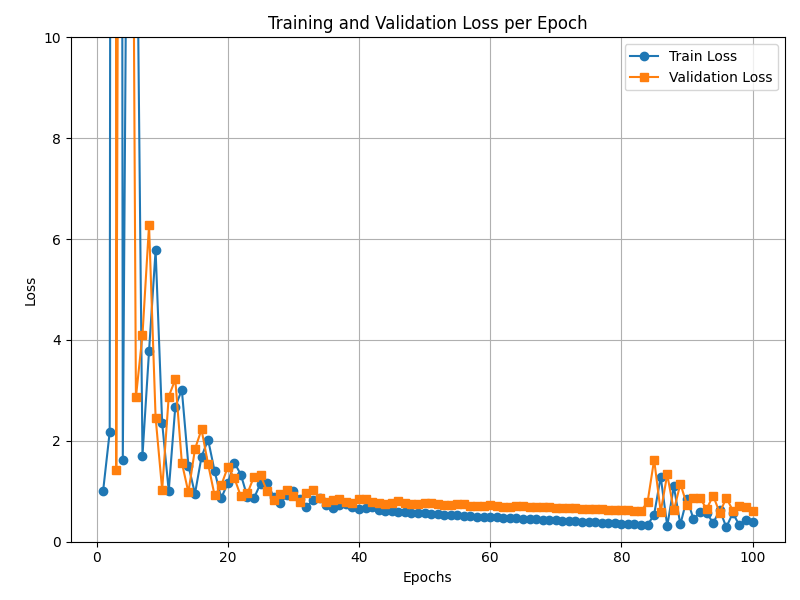 Training and Validation Loss per Epoch
Train Loss
Validation Loss
Loss
10
8
6
4
2
0
0 20 40 60 80 100
Epochs